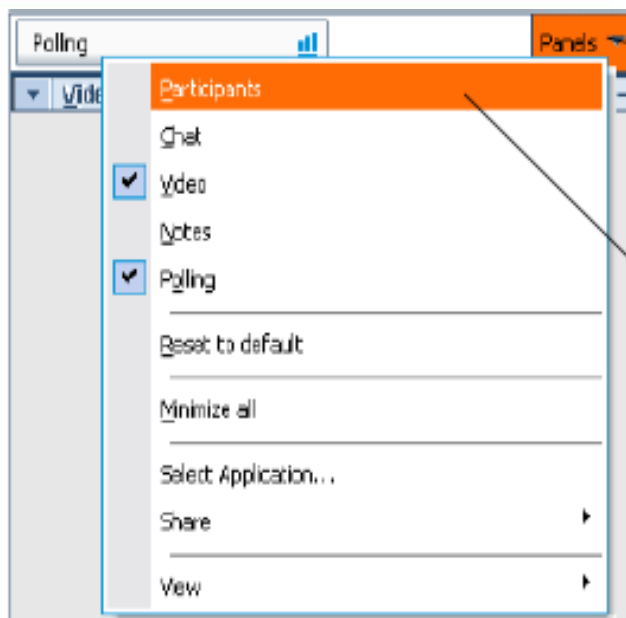 Polling
Panels
Vide
Participants
Chat
Video
Notes
Polling
Reset to default
Minimize all
Select Application...
Share
View